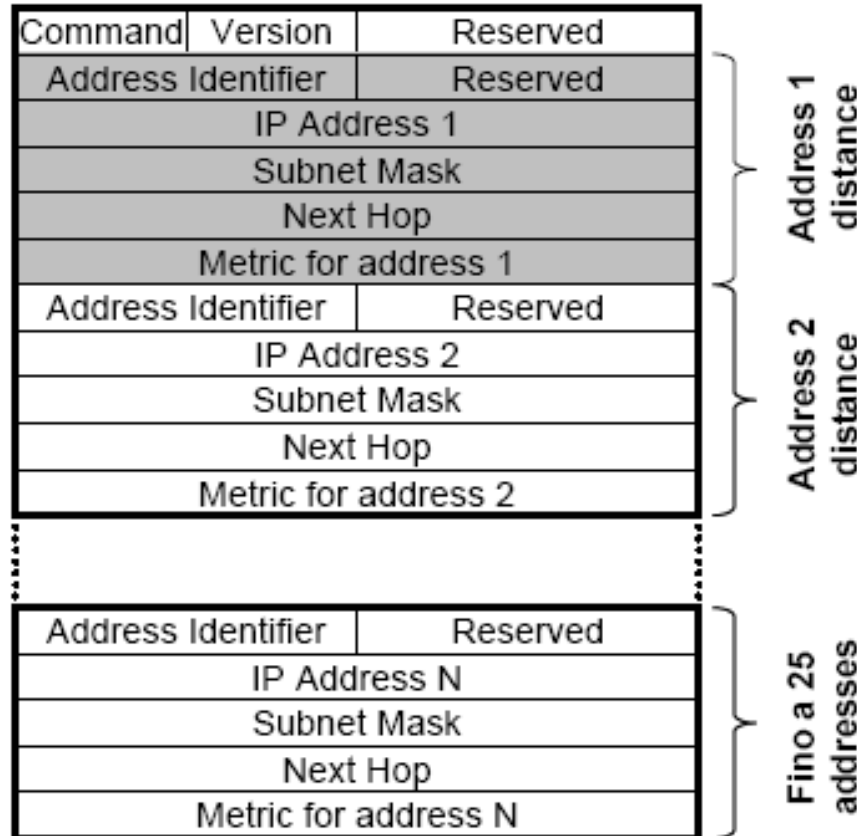 Command Version Reserved
Address Identifier Reserved
IP Address 1
Subnet Mask
Next Hop
Metric for address 1
Address 1
distance
Address Identifier Reserved
IP Address 2
Subnet Mask
Next Hop
Metric for address 2
Address 2
distance
Address Identifier Reserved
IP Address N
Subnet Mask
Next Hop
Metric for address N
Fino a 25
addresses